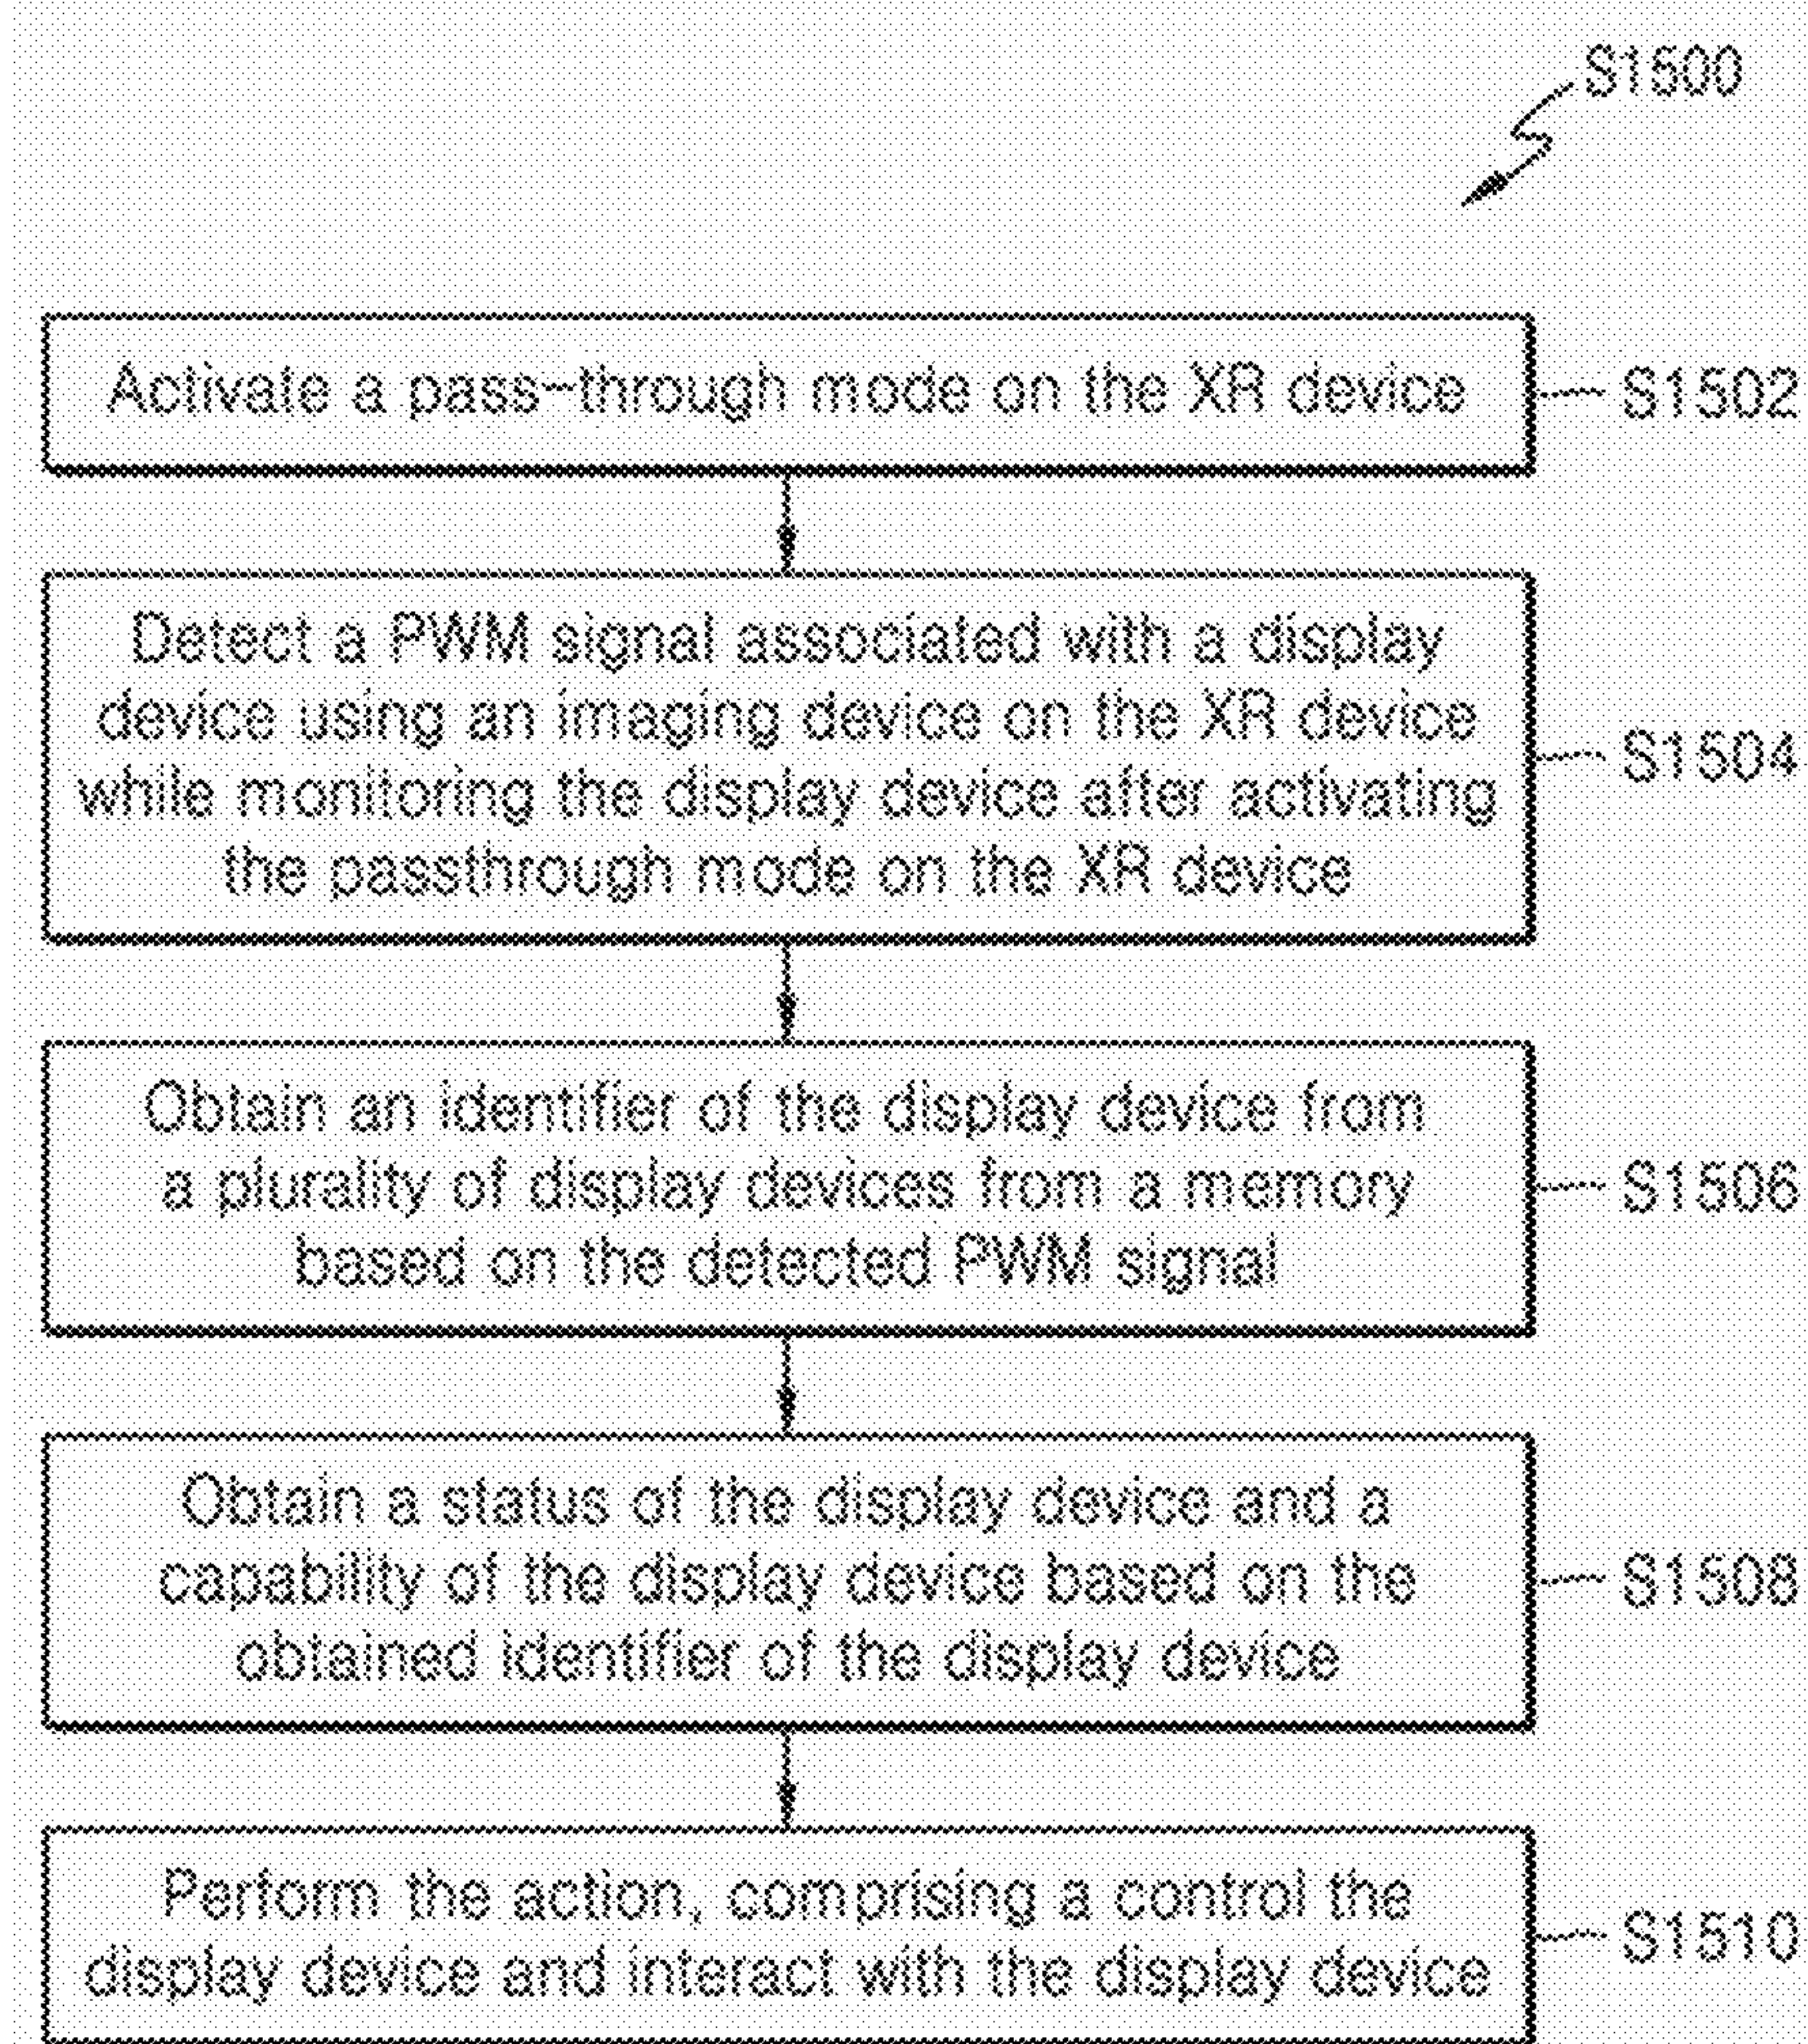 S1500
Activate a pass-through mode on the XR device
S1502
Detect a PWM signal associated with a display
device using an imaging device on the XR device
while monitoring the display device after activating
the passthrough mode on the XR device
S1504
Obtain an identifier of the display device from
a plurality of display devices from a memory
based on the detected PWM signal
S1506
Obtain a status of the display device and a
capability of the display device based on the
obtained identifier of the display device
S1508
Perform the action, comprising a control the
display device and interact with the display device
S1510